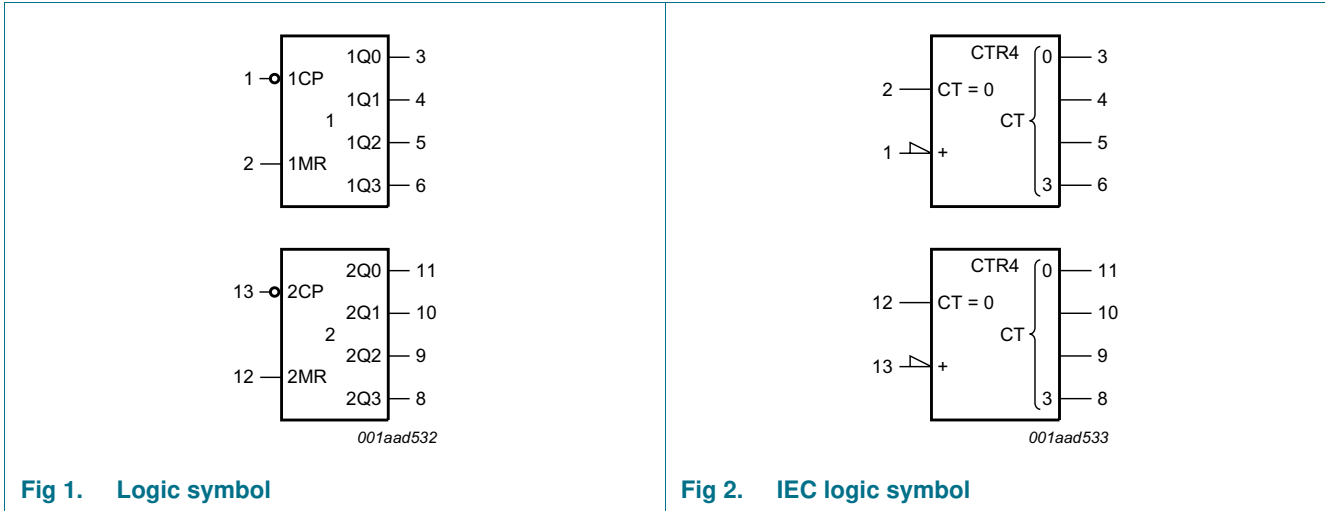 1Q0 3
1 1CP
1Q1 4
1
1Q2 5
2 1MR
1Q3 6
2Q0 11
13 2CP
2Q1 10
2
2Q2 9
12 2MR
2Q3 8
001aad532
Fig 1. Logic symbol
CTR4 0 3
2 CT = 0
4
CT
5
1 +
3 6
CTR4 0 11
12 CT = 0
10
CT
9
13 +
3 8
001aad533
Fig 2. IEC logic symbol